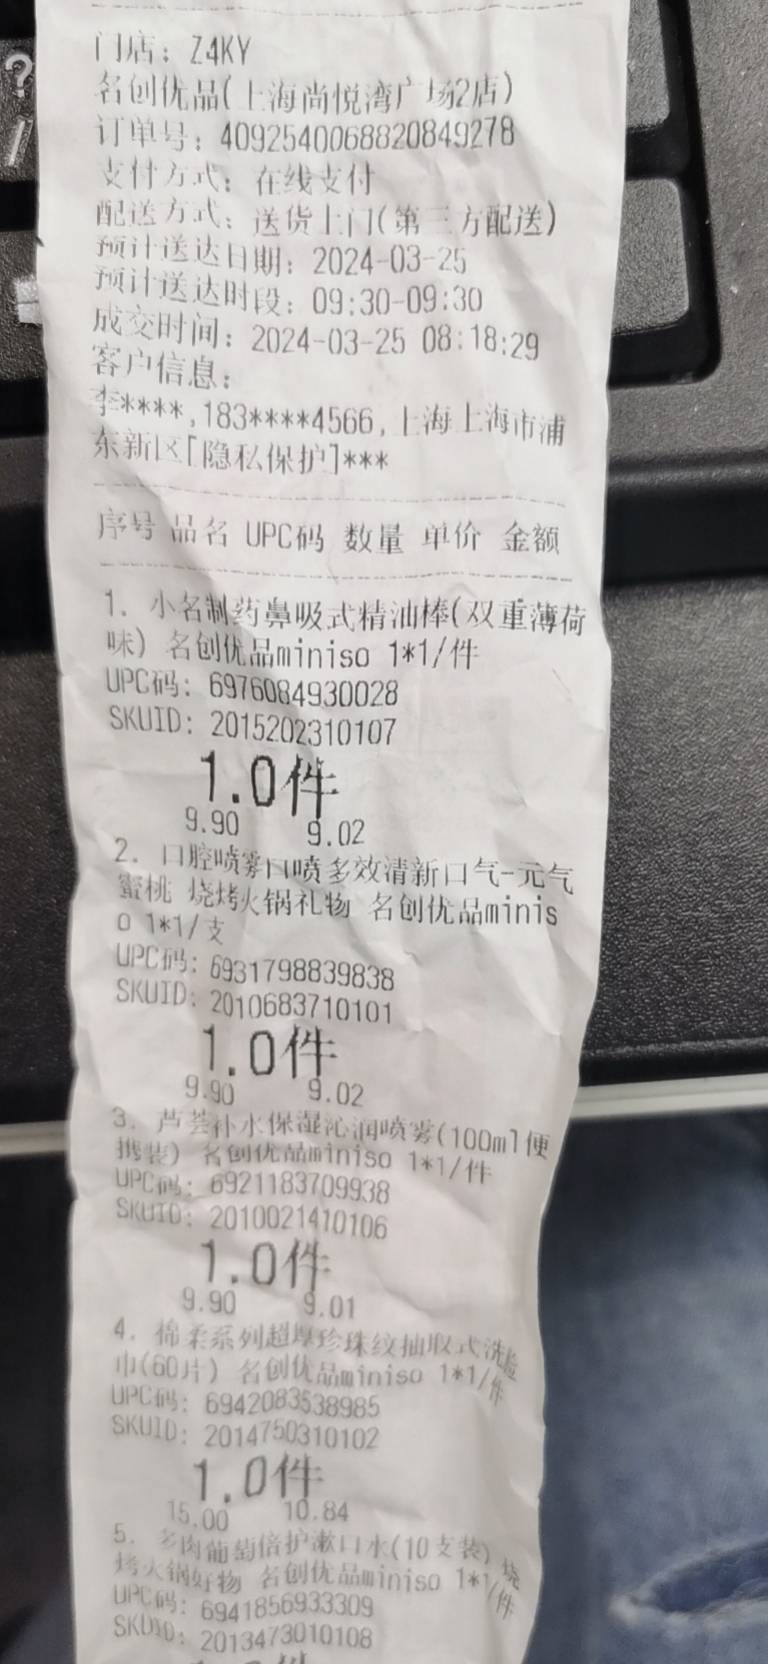 门店: Z4KY
名创优品(上海尚悦湾广场2店)
订单号: 4092540068820849278
支付方式: 在线支付
配送方式: 送货上门(第三方配送)
预计送达日期: 2024-03-25
预计送达时段: 09:30-09:30
成交时间: 2024-03-25 08:18:29
客户信息:
李****,183****4566,上海上海市浦
东新区[隐私保护]***
序号 品名 UPC码 数量 单价 金额
1. 小名制药鼻吸式精油棒(双重薄荷
味) 名创优品miniso 1*1/件
UPC码: 6976084930028
SKUID: 2015202310107
1.0件
9.90 9.02
2. 口腔喷雾口喷多效清新口气-元气
蜜桃 烧烤火锅礼物 名创优品minis
o 1*1/支
UPC码: 6931798839838
SKUID: 2010683710101
1.0件
9.90 9.02
3. 芦荟补水保湿沁润喷雾(100ml便
携装) 名创优品miniso 1*1/件
UPC码: 6921183709938
SKUID: 2010021410106
1.0件
9.90 9.01
4. 棉柔系列超厚珍珠纹抽取式洗脸
巾(60片) 名创优品miniso 1*1/件
UPC码: 6942083538985
SKUID: 2014750310102
1.0件
15.00 10.84
5. 多肉葡萄倍护漱口水(10支装) 烧
烤火锅好物 名创优品miniso 1*1/件
UPC码: 6941856933309
SKUID: 2013473010108